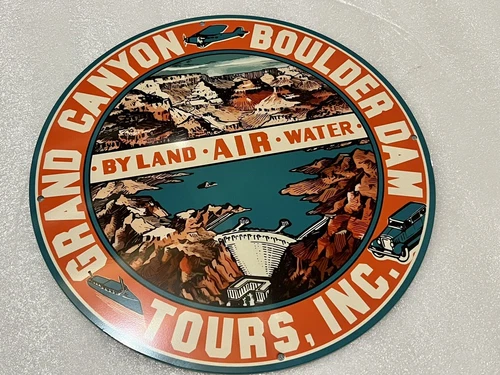 GRAND CANYON BOULDER DAM
· BY LAND · AIR · WATER ·
TOURS, INC.